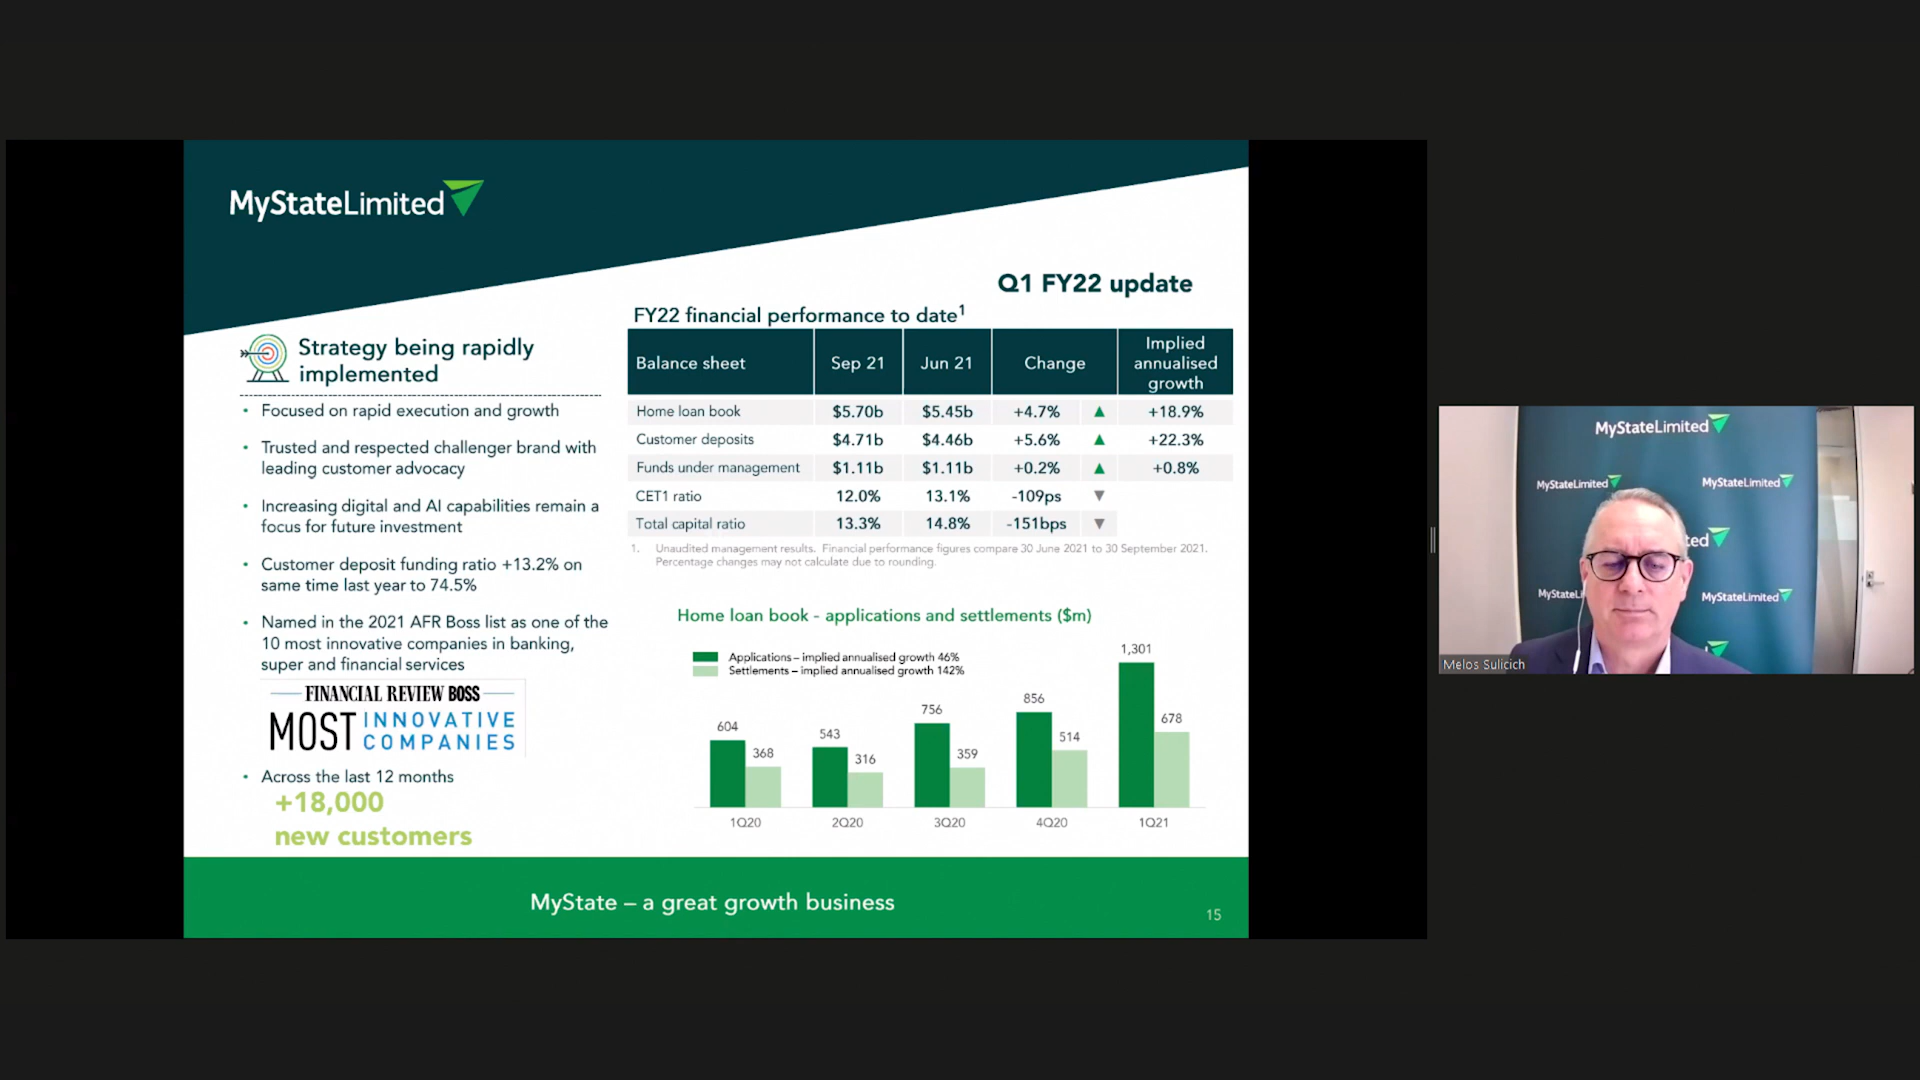 MyStateLimited
Q1 FY22 update
Strategy being rapidly
implemented
• Focused on rapid execution and growth
• Trusted and respected challenger brand with
leading customer advocacy
• Increasing digital and AI capabilities remain a
focus for future investment
• Customer deposit funding ratio +13.2% on
same time last year to 74.5%
• Named in the 2021 AFR Boss list as one of the
10 most innovative companies in banking,
super and financial services
FINANCIAL REVIEW BOSS
MOST INNOVATIVE
COMPANIES
• Across the last 12 months
+18,000
new customers
FY22 financial performance to date1
Balance sheet Sep 21 Jun 21 Change Implied
annualised
growth
Home loan book $5.70b $5.45b +4.7% ▲ +18.9%
Customer deposits $4.71b $4.46b +5.6% ▲ +22.3%
Funds under management $1.11b $1.11b +0.2% ▲ +0.8%
CET1 ratio 12.0% 13.1% -109ps ▼
Total capital ratio 13.3% 14.8% -151bps ▼
1. Unaudited management results. Financial performance figures compare 30 June 2021 to 30 September 2021.
Percentage changes may not calculate due to rounding.
Home loan book - applications and settlements ($m)
Applications – implied annualised growth 46%
Settlements – implied annualised growth 142%
604 368 543 316 756 359 856 514 1,301 678
1Q20 2Q20 3Q20 4Q20 1Q21
MyState – a great growth business
15
MyStateLimited
MyStateLimited MyStateLimited
ted
MyStateLi MyStateLimited
Melos Sulicich